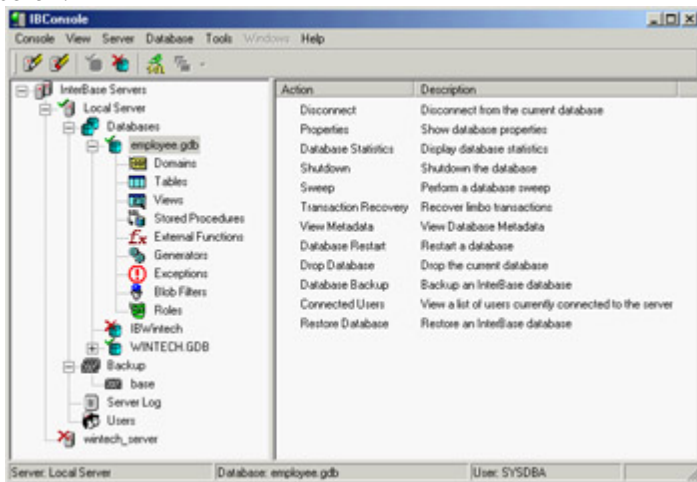 IBConsole
Console View Server Database Tools Windows Help
SQL
InterBase Servers
Local Server
Databases
employee.gdb
Domains
Tables
Views
Stored Procedures
External Functions
Generators
Exceptions
Blob Filters
Roles
IBWintech
WINTECH.GDB
Backup
base
Server Log
Users
wintech_server
Action Description
Disconnect Disconnect from the current database
Properties Show database properties
Database Statistics Display database statistics
Shutdown Shutdown the database
Sweep Perform a database sweep
Transaction Recovery Recover limbo transactions
View Metadata View Database Metadata
Database Restart Restart a database
Drop Database Drop the current database
Database Backup Backup an InterBase database
Connected Users View a list of users currently connected to the server
Restore Database Restore an InterBase database
Server: Local Server Database: employee.gdb User: SYSDBA